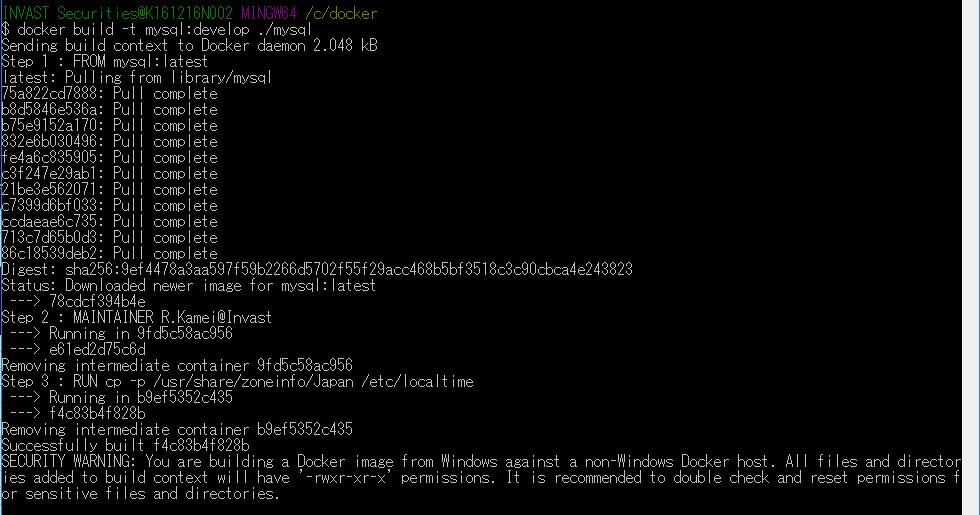 INVAST Securities@K161216N002 MINGW64 /c/docker
$ docker build -t mysql:develop ./mysql
Sending build context to Docker daemon 2.048 kB
Step 1 : FROM mysql:latest
latest: Pulling from library/mysql
75a822cd7888: Pull complete
b8d5846e536a: Pull complete
b75e9152a170: Pull complete
832e6b030496: Pull complete
fe4a6c835905: Pull complete
c3f247e29ab1: Pull complete
21be3e562071: Pull complete
c7399d6bf033: Pull complete
ccdaeae6c735: Pull complete
713c7d65b0d3: Pull complete
86c18539deb2: Pull complete
Digest: sha256:9ef4478a3aa597f59b2266d5702f55f29acc468b5bf3518c3c90cbca4e243823
Status: Downloaded newer image for mysql:latest
 ---> 78cdcf394b4e
Step 2 : MAINTAINER R.Kamei@Invast
 ---> Running in 9fd5c58ac956
 ---> e61ed2d75c6d
Removing intermediate container 9fd5c58ac956
Step 3 : RUN cp -p /usr/share/zoneinfo/Japan /etc/localtime
 ---> Running in b9ef5352c435
 ---> f4c83b4f828b
Removing intermediate container b9ef5352c435
Successfully built f4c83b4f828b
SECURITY WARNING: You are building a Docker image from Windows against a non-Windows Docker host. All files and director
ies added to build context will have '-rwxr-xr-x' permissions. It is recommended to double check and reset permissions f
or sensitive files and directories.